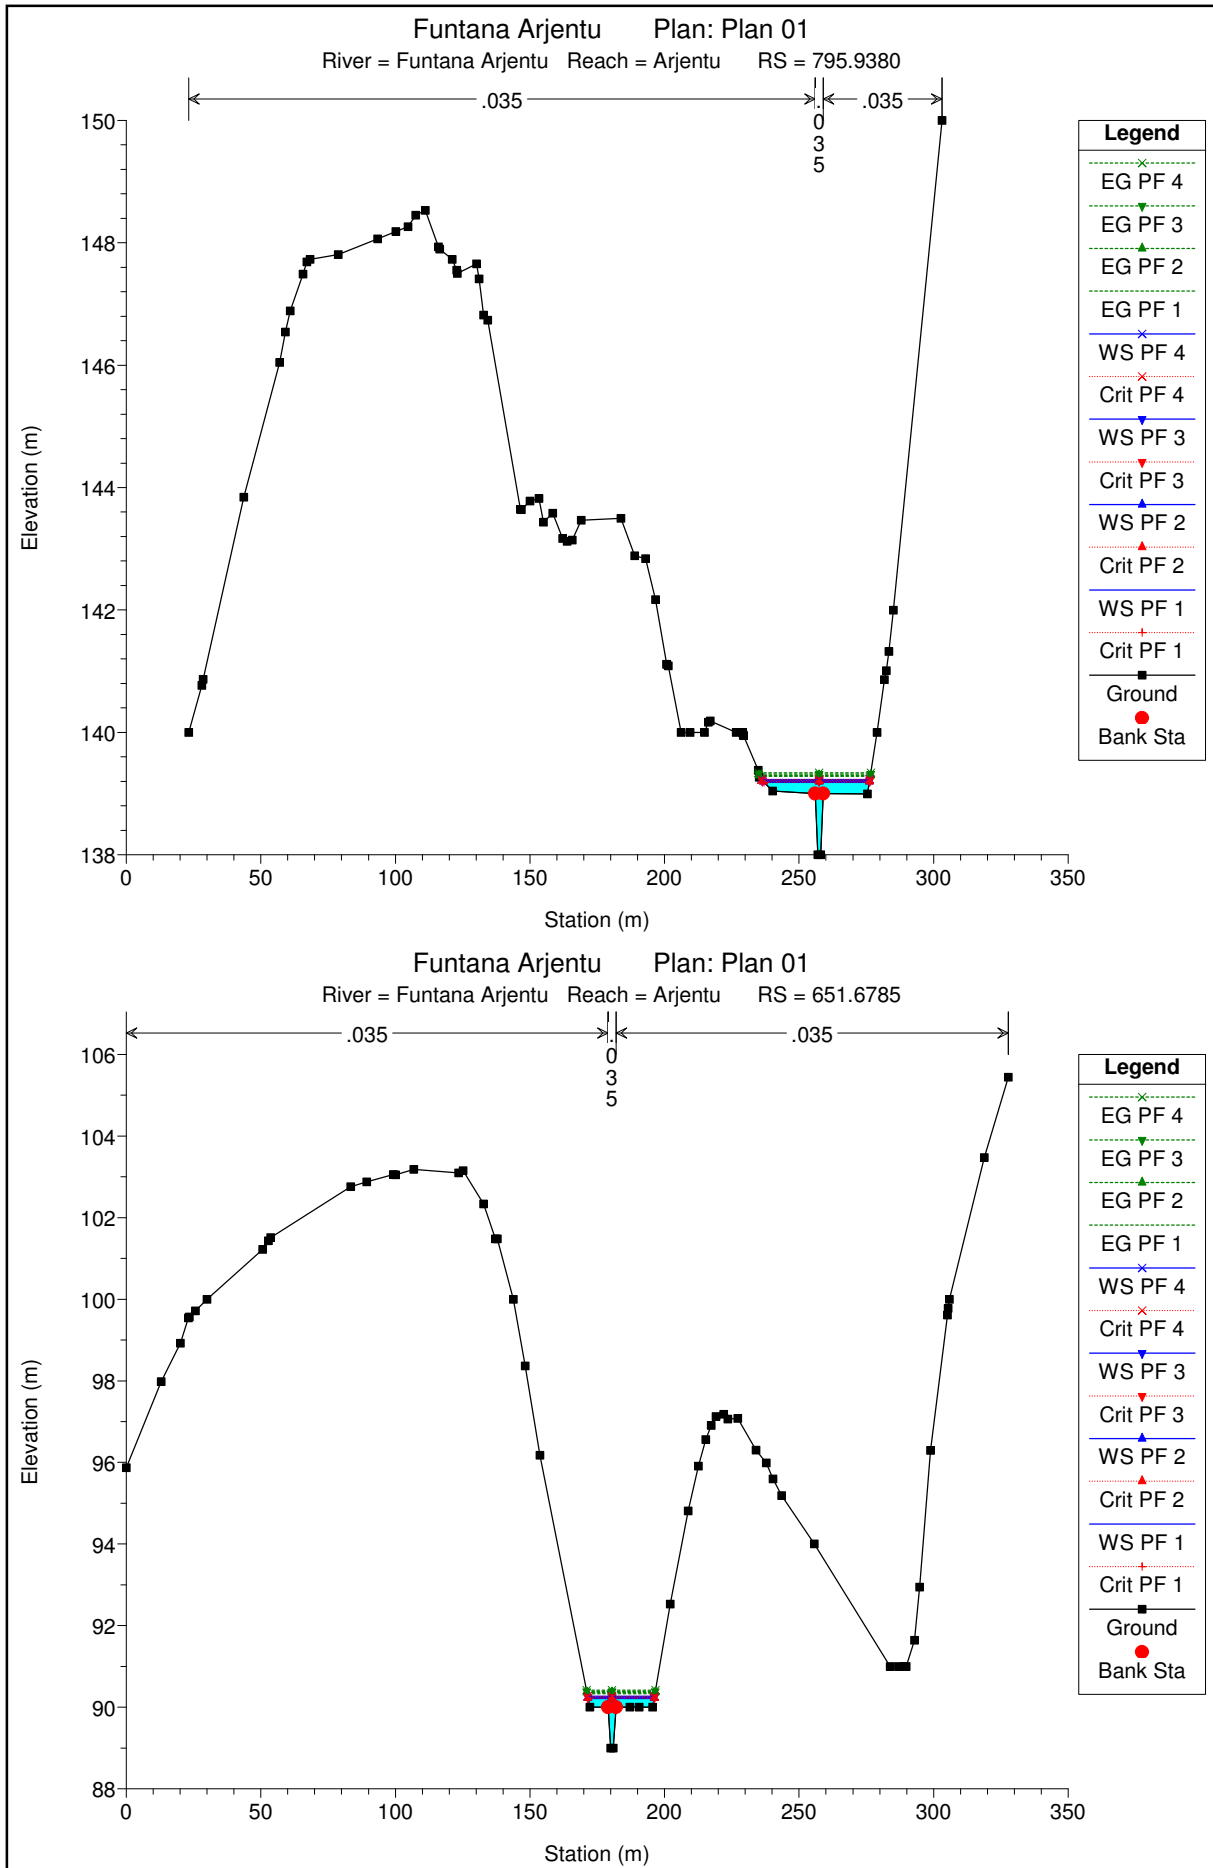 Funtana Arjentu Plan: Plan 01
River = Funtana Arjentu Reach = Arjentu RS = 795.9380
.035
.035
.035
150
148
146
144
142
140
138
Elevation (m)
0 50 100 150 200 250 300 350
Station (m)
Legend
EG PF 4
EG PF 3
EG PF 2
EG PF 1
WS PF 4
Crit PF 4
WS PF 3
Crit PF 3
WS PF 2
Crit PF 2
WS PF 1
Crit PF 1
Ground
Bank Sta
Funtana Arjentu Plan: Plan 01
River = Funtana Arjentu Reach = Arjentu RS = 651.6785
.035
.035
.035
106
104
102
100
98
96
94
92
90
88
Elevation (m)
0 50 100 150 200 250 300 350
Station (m)
Legend
EG PF 4
EG PF 3
EG PF 2
EG PF 1
WS PF 4
Crit PF 4
WS PF 3
Crit PF 3
WS PF 2
Crit PF 2
WS PF 1
Crit PF 1
Ground
Bank Sta